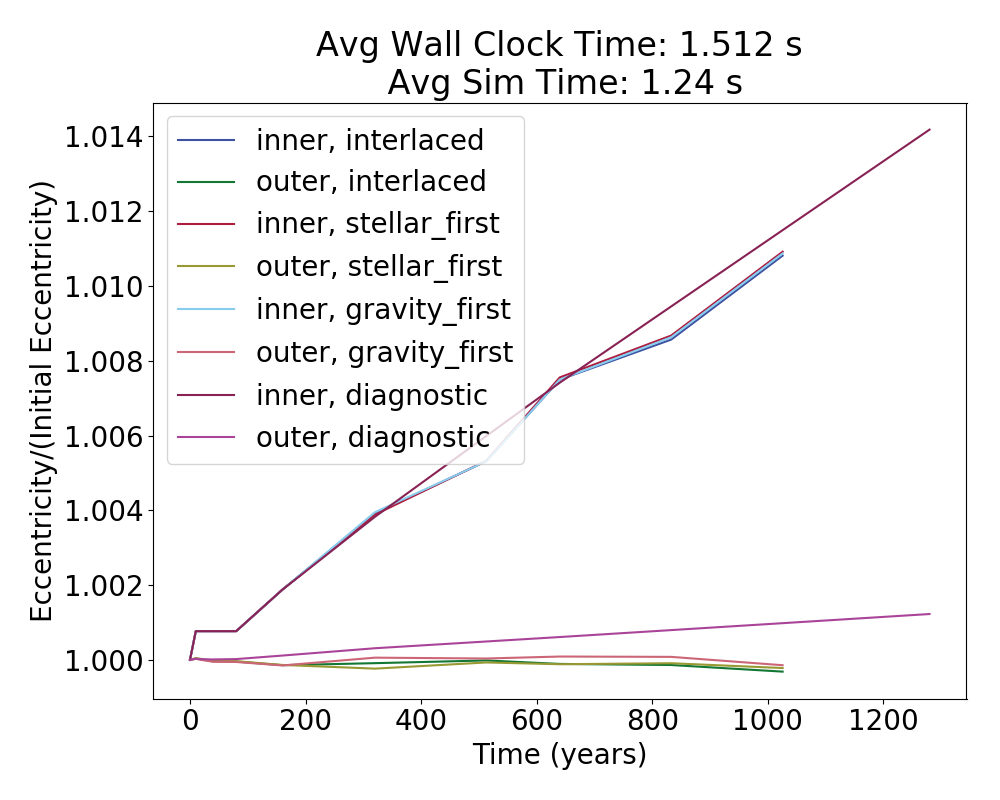 Avg Wall Clock Time: 1.512 s
Avg Sim Time: 1.24 s
Eccentricity/(Initial Eccentricity)
1.014
1.012
1.010
1.008
1.006
1.004
1.002
1.000
inner, interlaced
outer, interlaced
inner, stellar_first
outer, stellar_first
inner, gravity_first
outer, gravity_first
inner, diagnostic
outer, diagnostic
0 200 400 600 800 1000 1200
Time (years)